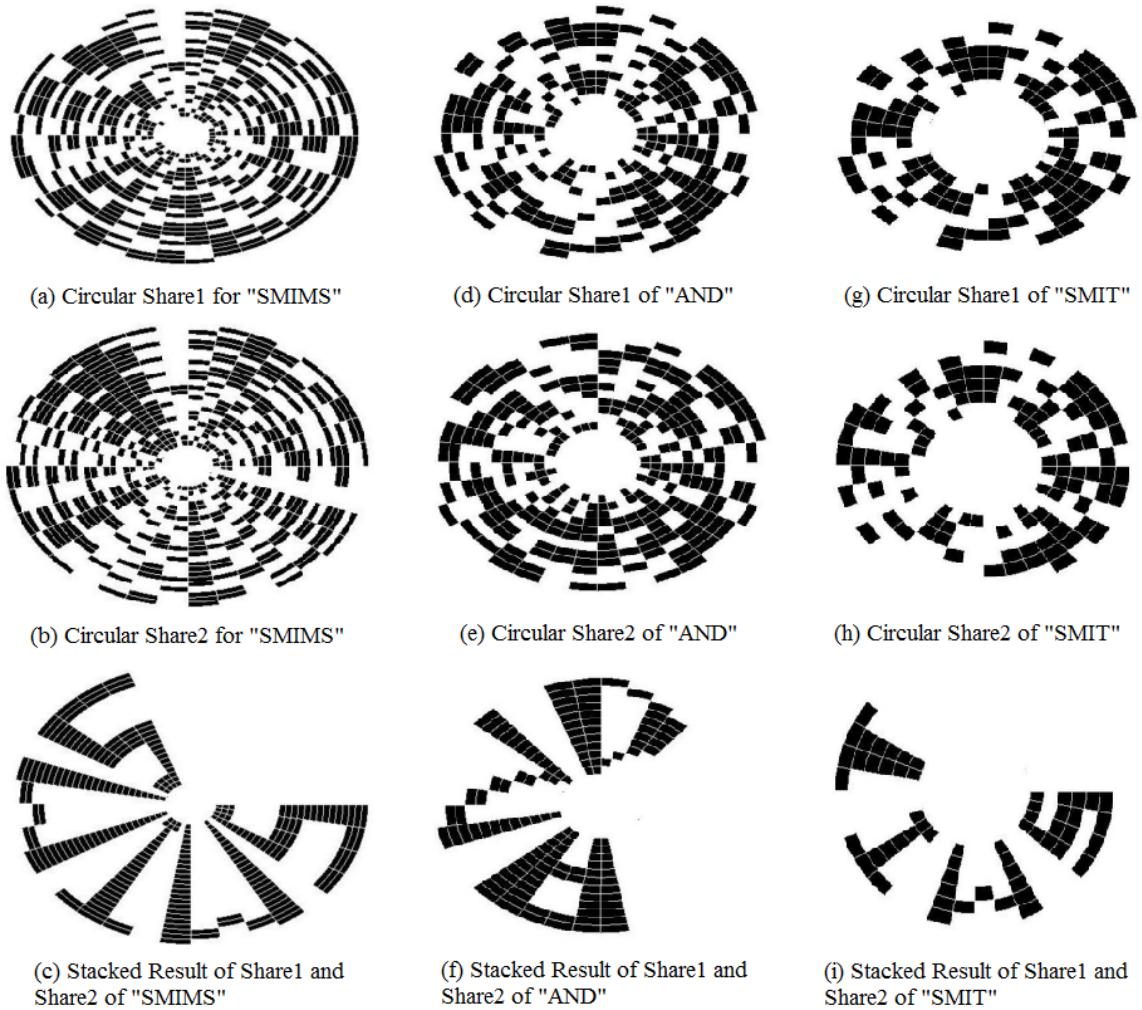 (a) Circular Share1 for "SMIMS"
(d) Circular Share1 of "AND"
(g) Circular Share1 of "SMIT"
(b) Circular Share2 for "SMIMS"
(e) Circular Share2 of "AND"
(h) Circular Share2 of "SMIT"
(c) Stacked Result of Share1 and
Share2 of "SMIMS"
(f) Stacked Result of Share1 and
Share2 of "AND"
(i) Stacked Result of Share1 and
Share2 of "SMIT"